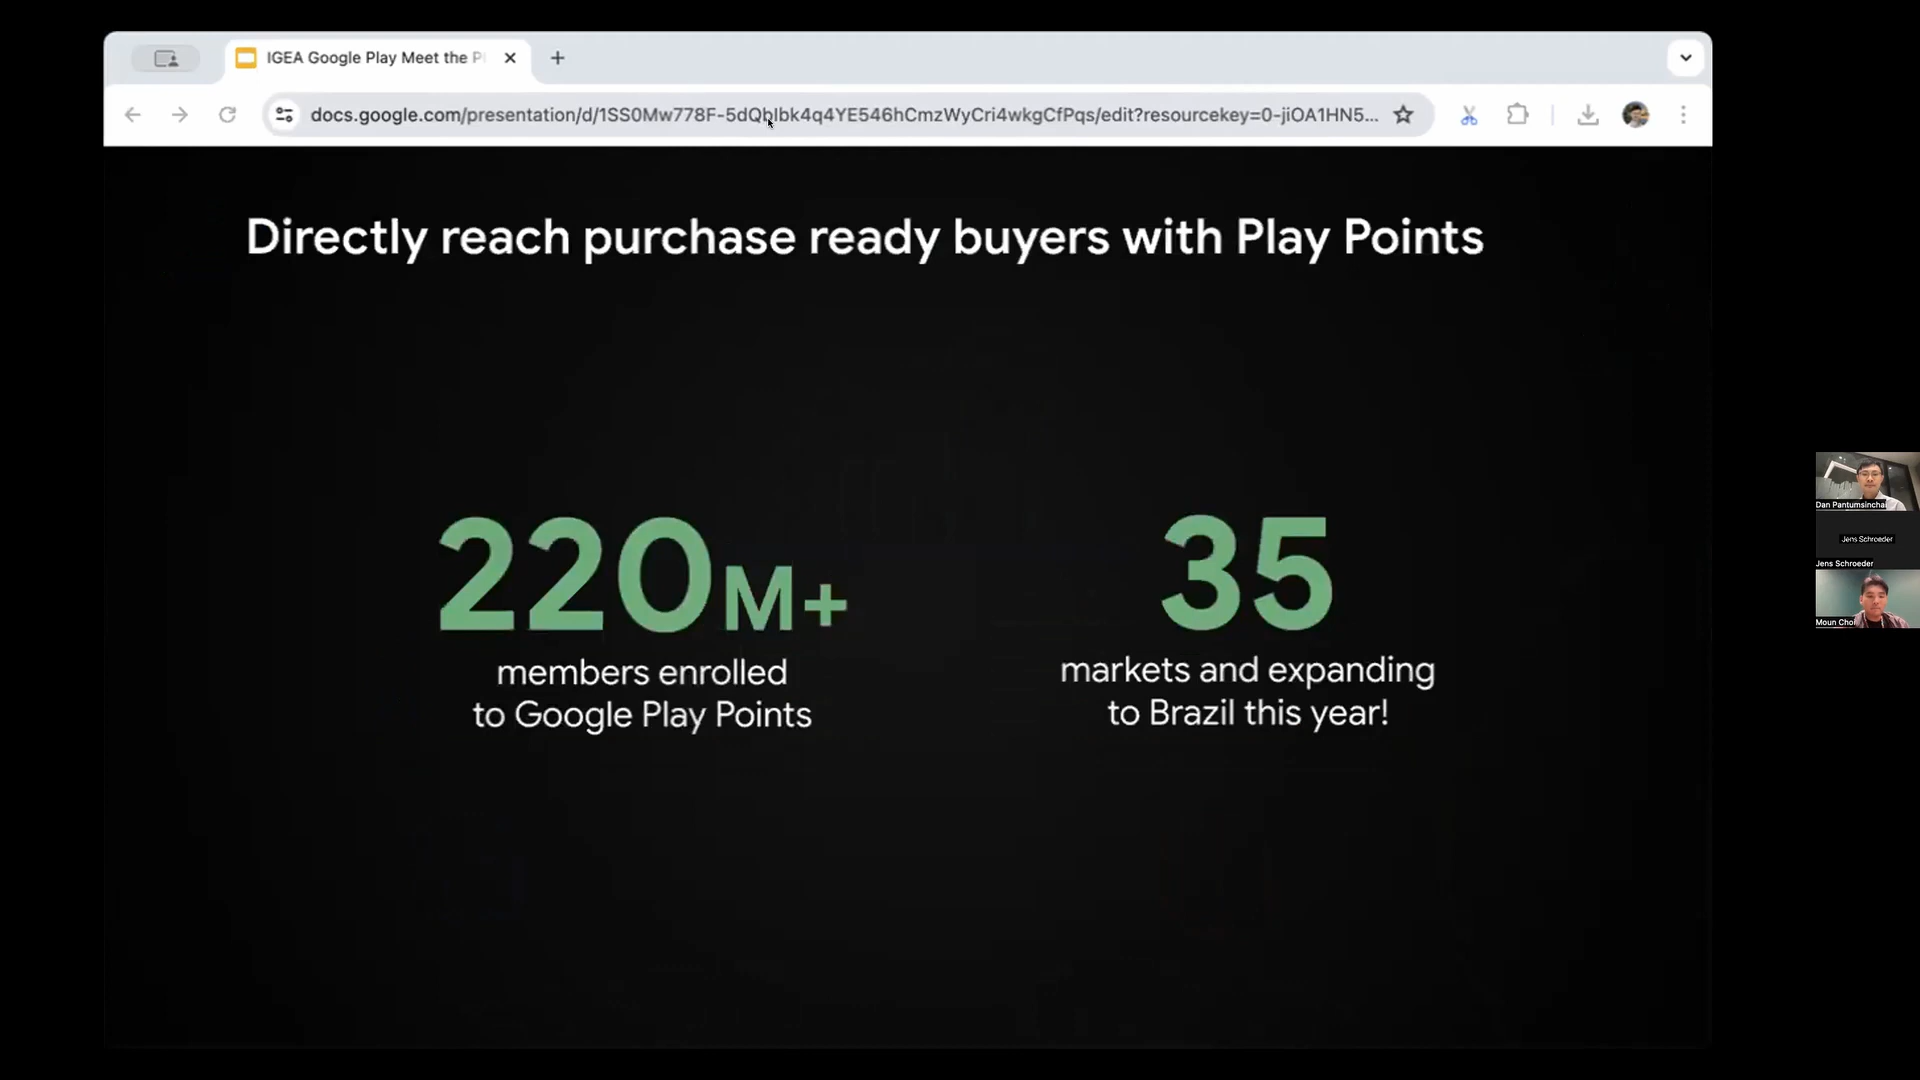 IGEA Google Play Meet the P
docs.google.com/presentation/d/1SS0Mw778F-5dQbIbk4q4YE546hCmzWyCri4wkgCfPqs/edit?resourcekey=0-jiOA1HN5...
Directly reach purchase ready buyers with Play Points
220M+
members enrolled
to Google Play Points
35
markets and expanding
to Brazil this year!
Dan Pantumsinchai
Jens Schroeder
Jens Schroeder
Moun Choi